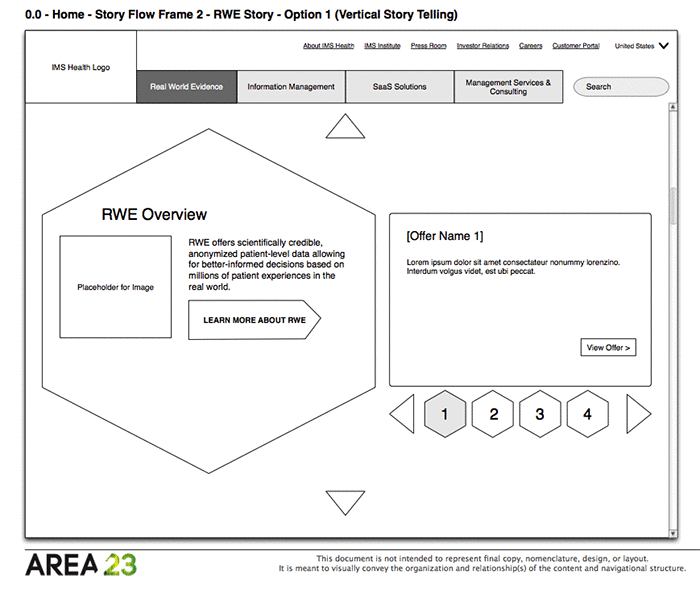 0.0 - Home - Story Flow Frame 2 - RWE Story - Option 1 (Vertical Story Telling)
About IMS Health IMS Institute Press Room Investor Relations Careers Customer Portal United States
IMS Health Logo
Real World Evidence
Information Management
SaaS Solutions
Management Services &
Consulting
Search
RWE Overview
Placeholder for Image
RWE offers scientifically credible,
anonymized patient-level data allowing
for better-informed decisions based on
millions of patient experiences in the
real world.
LEARN MORE ABOUT RWE
[Offer Name 1]
Lorem ipsum dolor sit amet consectateur nonummy lorenzino.
Interdum volgus videt, est ubi peccat.
View Offer >
1 2 3 4
AREA 23
This document is not intended to represent final copy, nomenclature, design, or layout.
It is meant to visually convey the organization and relationship(s) of the content and navigational structure.